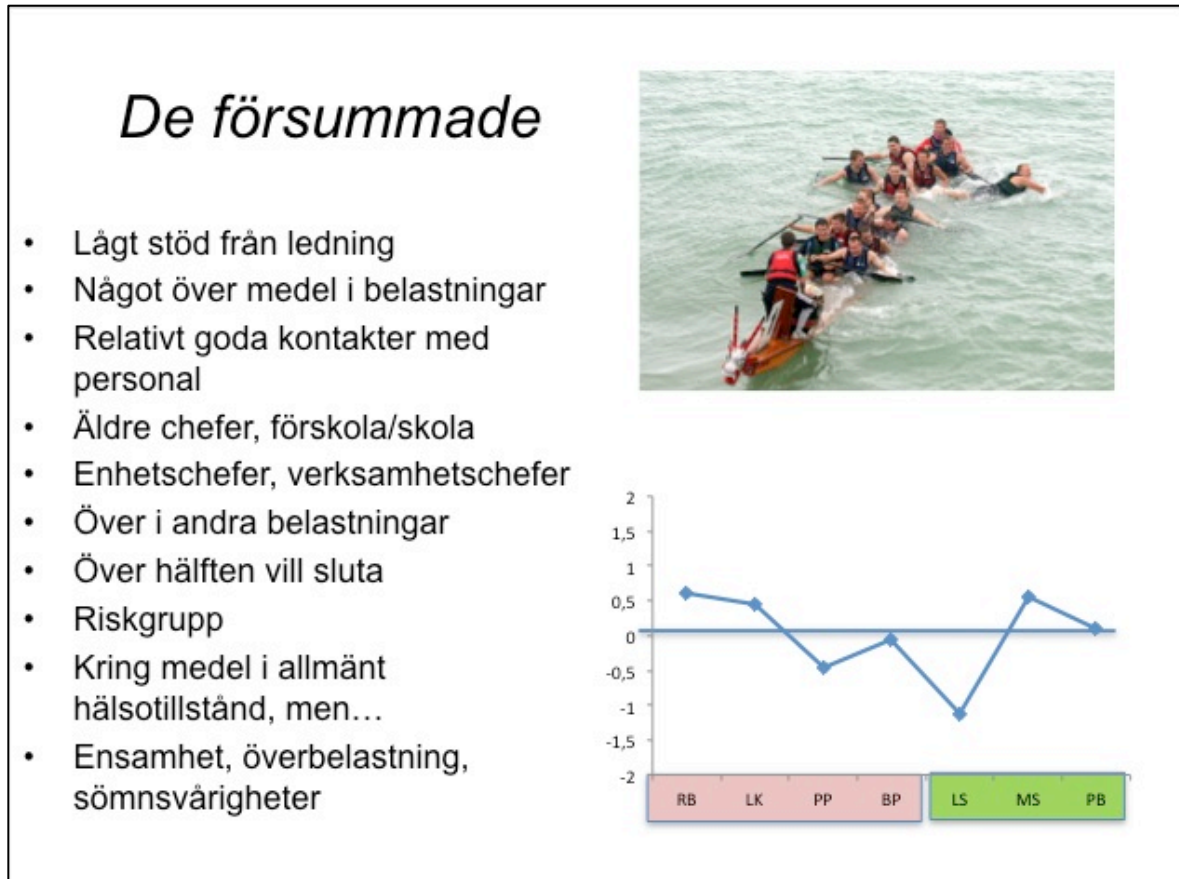 De försummade
• Lågt stöd från ledning
• Något över medel i belastningar
• Relativt goda kontakter med
personal
• Äldre chefer, förskola/skola
• Enhetschefer, verksamhetschefer
• Över i andra belastningar
• Över hälften vill sluta
• Riskgrupp
• Kring medel i allmänt
hälsotillstånd, men…
• Ensamhet, överbelastning,
sömnsvårigheter
2
1,5
1
0,5
0
-0,5
-1
-1,5
-2
RB LK PP BP LS MS PB